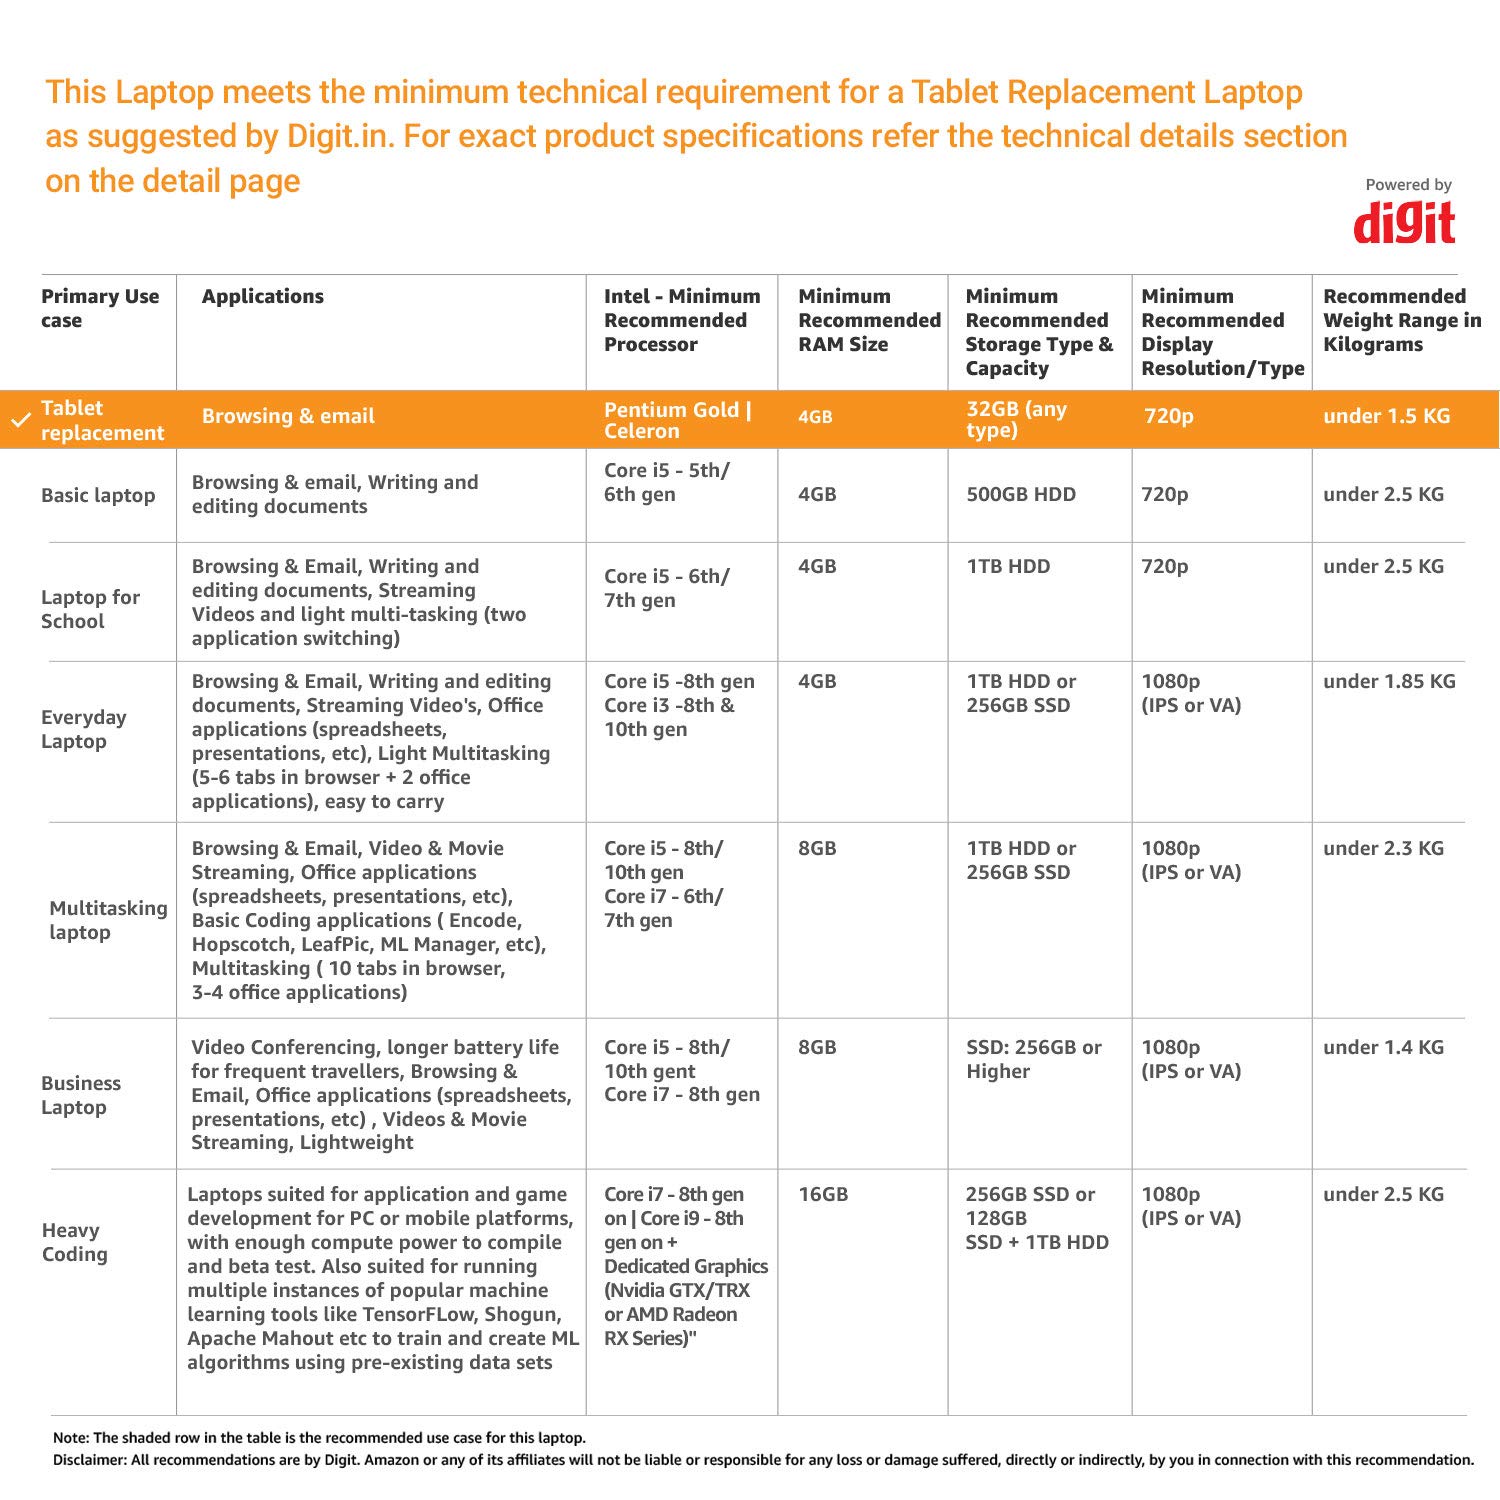 This Laptop meets the minimum technical requirement for a Tablet Replacement Laptop
as suggested by Digit.in. For exact product specifications refer the technical details section
on the detail page
Powered by
digit
Primary Use
case
Applications
Intel - Minimum
Recommended
Processor
Minimum
Recommended
RAM Size
Minimum
Recommended
Storage Type &
Capacity
Minimum
Recommended
Display
Resolution/Type
Recommended
Weight Range in
Kilograms
Tablet
replacement
Browsing & email
Pentium Gold |
Celeron
4GB
32GB (any
type)
720p
under 1.5 KG
Basic laptop
Browsing & email, Writing and
editing documents
Core i5 - 5th/
6th gen
4GB
500GB HDD
720p
under 2.5 KG
Laptop for
School
Browsing & Email, Writing and
editing documents, Streaming
Videos and light multi-tasking (two
application switching)
Core i5 - 6th/
7th gen
4GB
1TB HDD
720p
under 2.5 KG
Everyday
Laptop
Browsing & Email, Writing and editing
documents, Streaming Video's, Office
applications (spreadsheets,
presentations, etc), Light Multitasking
(5-6 tabs in browser + 2 office
applications), easy to carry
Core i5 -8th gen
Core i3 -8th &
10th gen
4GB
1TB HDD or
256GB SSD
1080p
(IPS or VA)
under 1.85 KG
Multitasking
laptop
Browsing & Email, Video & Movie
Streaming, Office applications
(spreadsheets, presentations, etc),
Basic Coding applications ( Encode,
Hopscotch, LeafPic, ML Manager, etc),
Multitasking ( 10 tabs in browser,
3-4 office applications)
Core i5 - 8th/
10th gen
Core i7 - 6th/
7th gen
8GB
1TB HDD or
256GB SSD
1080p
(IPS or VA)
under 2.3 KG
Business
Laptop
Video Conferencing, longer battery life
for frequent travellers, Browsing &
Email, Office applications (spreadsheets,
presentations, etc) , Videos & Movie
Streaming, Lightweight
Core i5 - 8th/
10th gent
Core i7 - 8th gen
8GB
SSD: 256GB or
Higher
1080p
(IPS or VA)
under 1.4 KG
Heavy
Coding
Laptops suited for application and game
development for PC or mobile platforms,
with enough compute power to compile
and beta test. Also suited for running
multiple instances of popular machine
learning tools like TensorFLow, Shogun,
Apache Mahout etc to train and create ML
algorithms using pre-existing data sets
Core i7 - 8th gen
on | Core i9 - 8th
gen on +
Dedicated Graphics
(Nvidia GTX/TRX
or AMD Radeon
RX Series)"
16GB
256GB SSD or
128GB
SSD + 1TB HDD
1080p
(IPS or VA)
under 2.5 KG
Note: The shaded row in the table is the recommended use case for this laptop.
Disclaimer: All recommendations are by Digit. Amazon or any of its affiliates will not be liable or responsible for any loss or damage suffered, directly or indirectly, by you in connection with this recommendation.